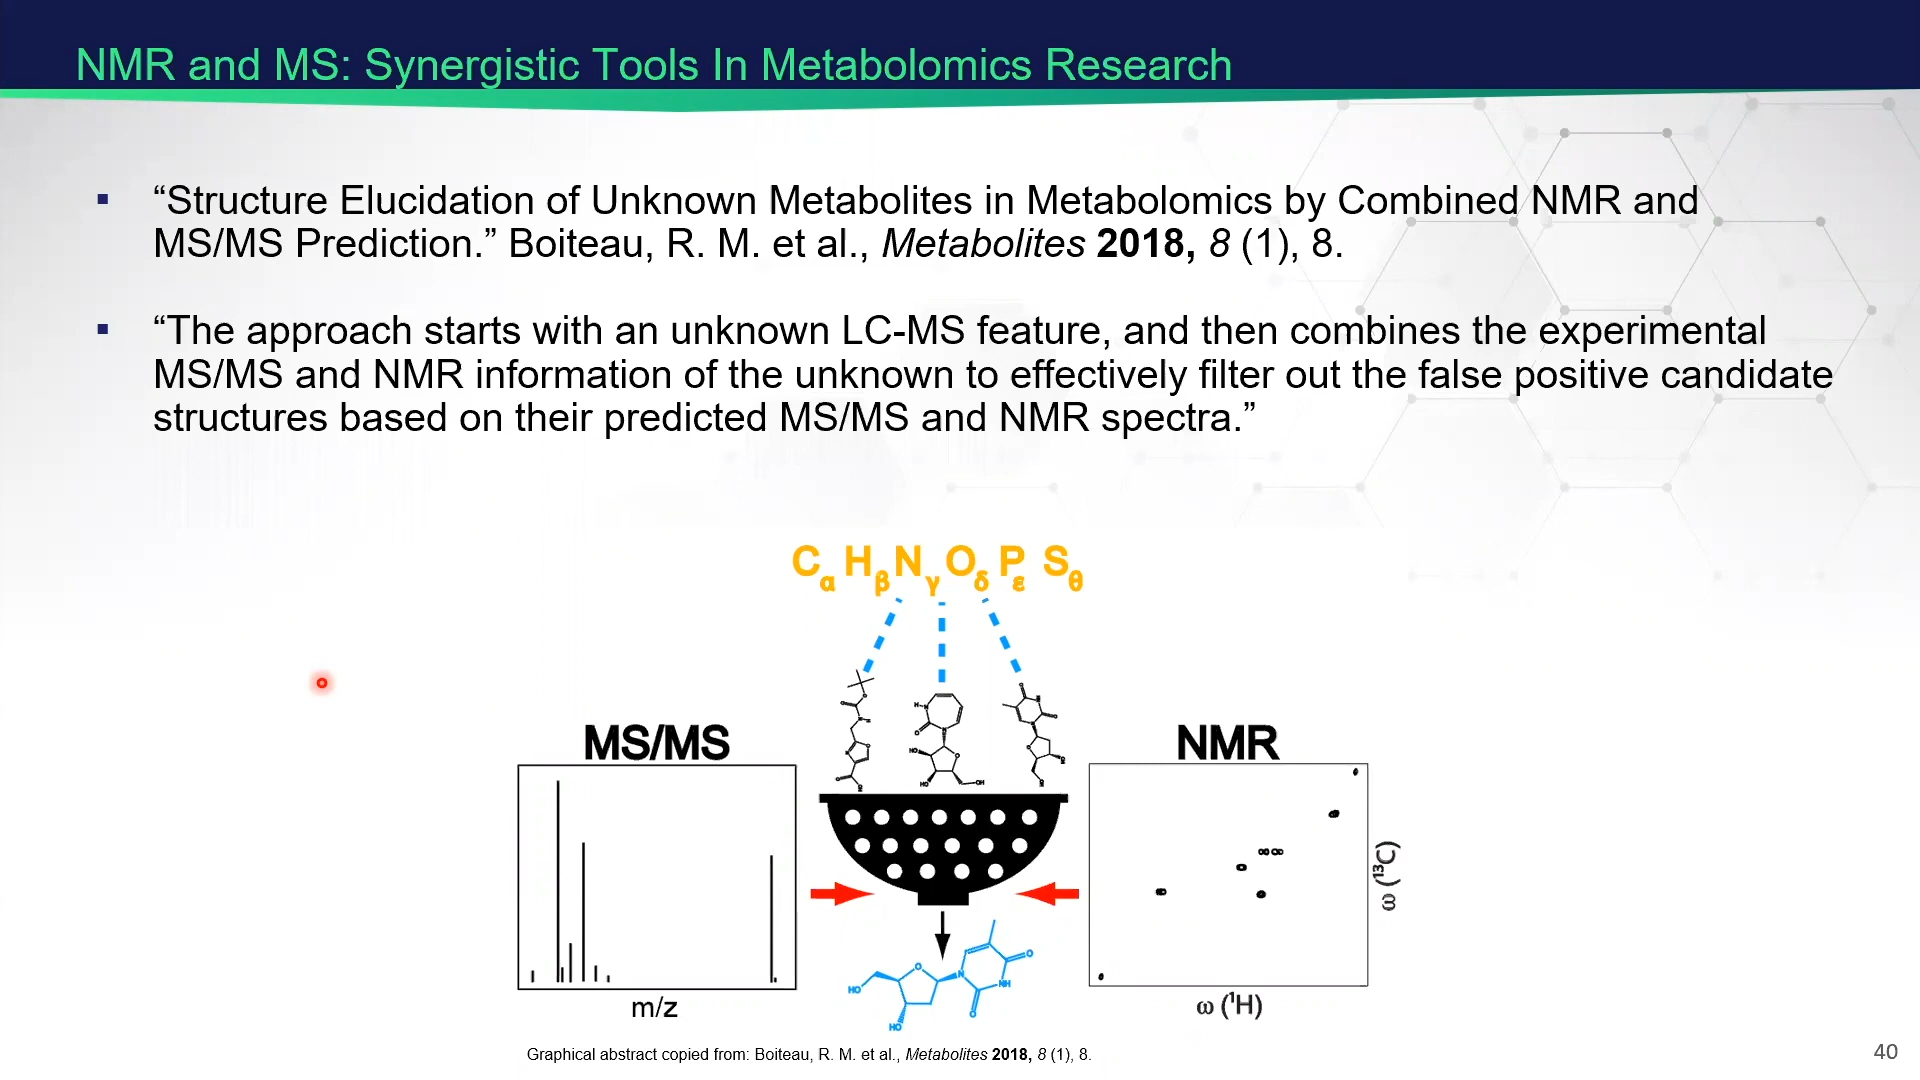 NMR and MS: Synergistic Tools In Metabolomics Research
▪ “Structure Elucidation of Unknown Metabolites in Metabolomics by Combined NMR and
MS/MS Prediction.” Boiteau, R. M. et al., Metabolites 2018, 8 (1), 8.
▪ “The approach starts with an unknown LC-MS feature, and then combines the experimental
MS/MS and NMR information of the unknown to effectively filter out the false positive candidate
structures based on their predicted MS/MS and NMR spectra.”
Cα Hβ Nγ Oδ Pε Sθ
MS/MS
NMR
ω (¹³C)
m/z
ω (¹H)
HO
O
N
O
NH
O
HO
Graphical abstract copied from: Boiteau, R. M. et al., Metabolites 2018, 8 (1), 8.
40